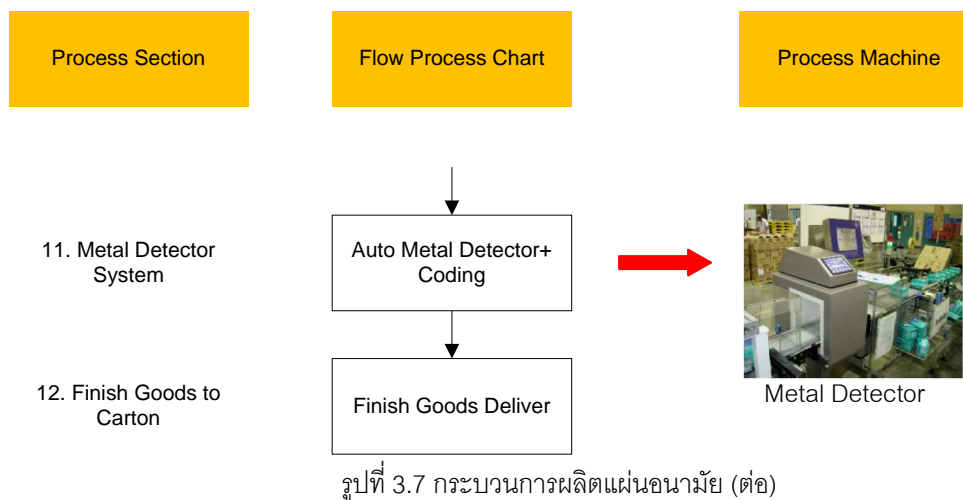 Process Section
Flow Process Chart
Process Machine
11. Metal Detector
System
Auto Metal Detector+
Coding
12. Finish Goods to
Carton
Finish Goods Deliver
Metal Detector
รูปที่ 3.7 กระบวนการผลิตแผ่นอนามัย (ต่อ)